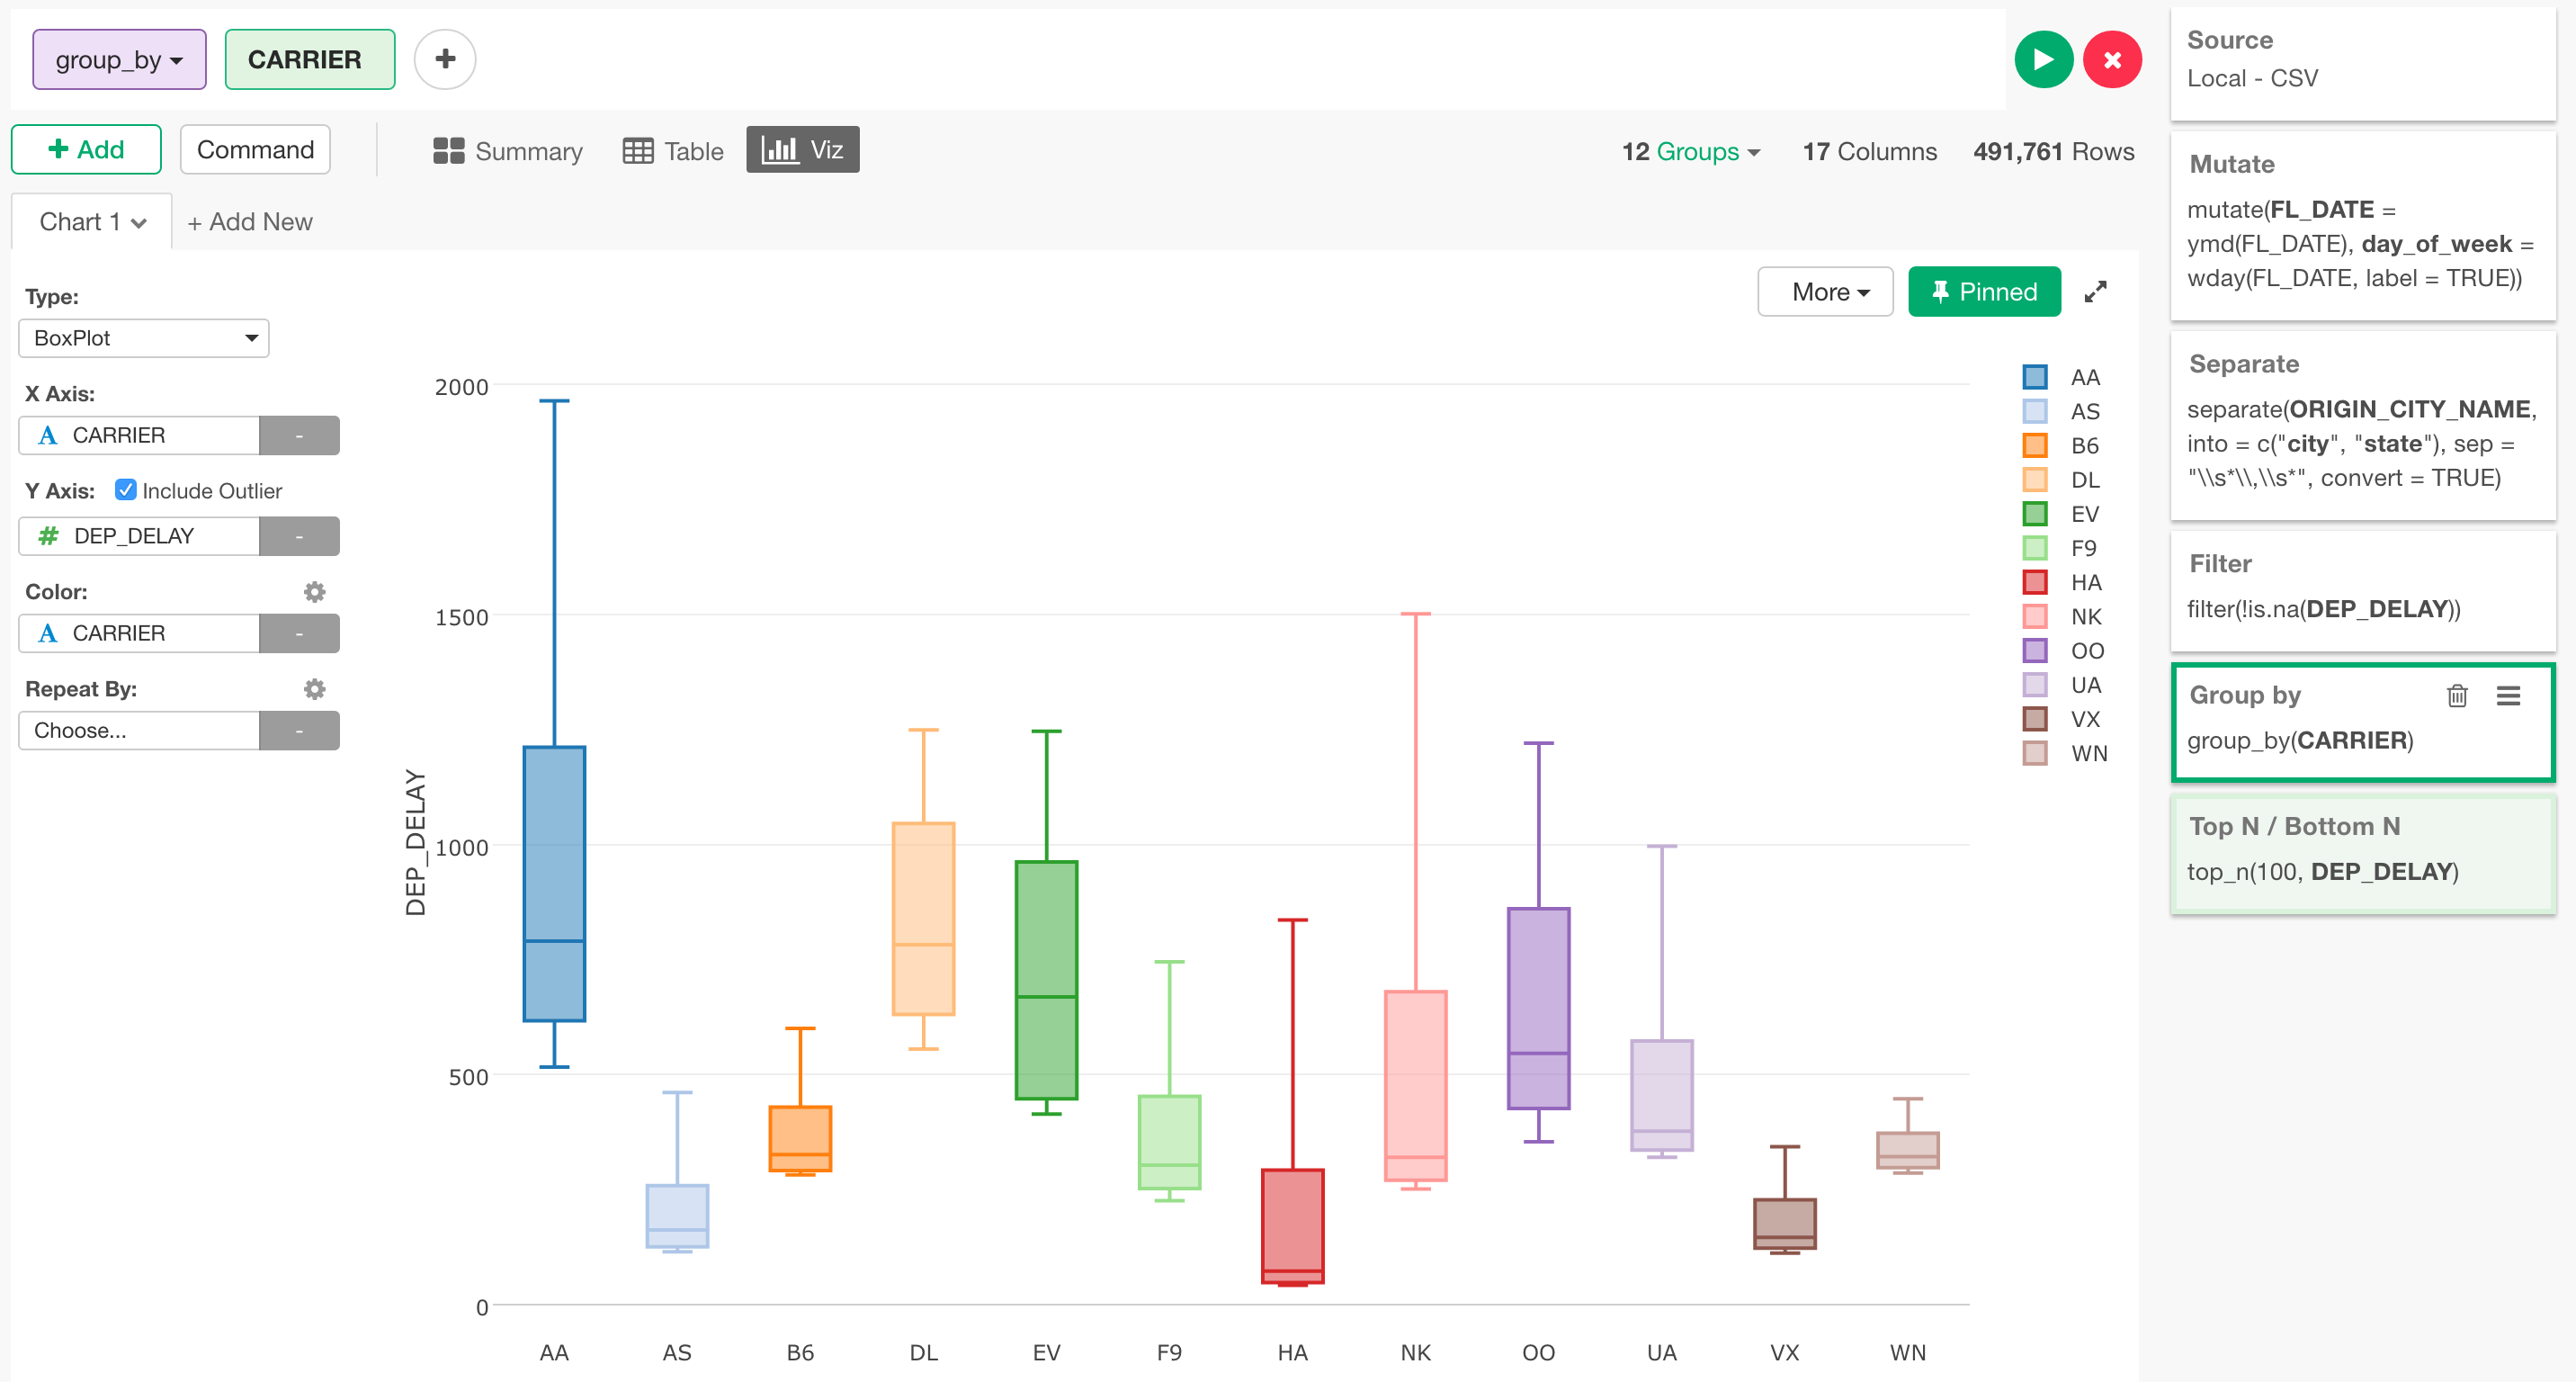 group_by
CARRIER
+ Add
Command
Summary
Table
Viz
12 Groups
17 Columns
491,761 Rows
Chart 1
+ Add New
Type:
BoxPlot
X Axis:
A CARRIER
-
Y Axis:
Include Outlier
# DEP_DELAY
-
Color:
A CARRIER
-
Repeat By:
Choose...
-
More
Pinned
DEP_DELAY
2000
1500
1000
500
0
AA
AS
B6
DL
EV
F9
HA
NK
OO
UA
VX
WN
AA
AS
B6
DL
EV
F9
HA
NK
OO
UA
VX
WN
Source
Local - CSV
Mutate
mutate(FL_DATE =
ymd(FL_DATE), day_of_week =
wday(FL_DATE, label = TRUE))
Separate
separate(ORIGIN_CITY_NAME,
into = c("city", "state"), sep =
"\\s*\\,\\s*", convert = TRUE)
Filter
filter(!is.na(DEP_DELAY))
Group by
group_by(CARRIER)
Top N / Bottom N
top_n(100, DEP_DELAY)